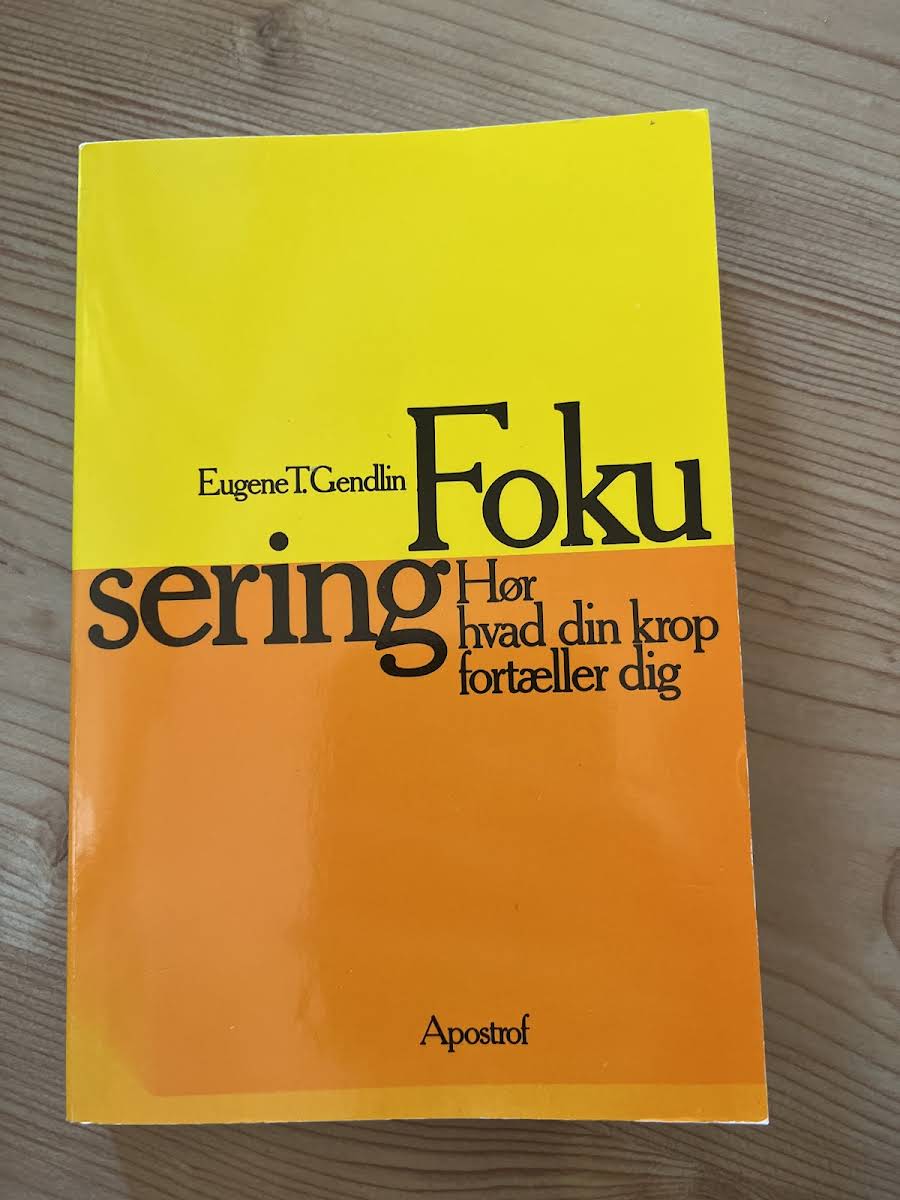 Eugene T. Gendlin
Foku
sering
Hør
hvad din krop
fortæller dig
Apostrof